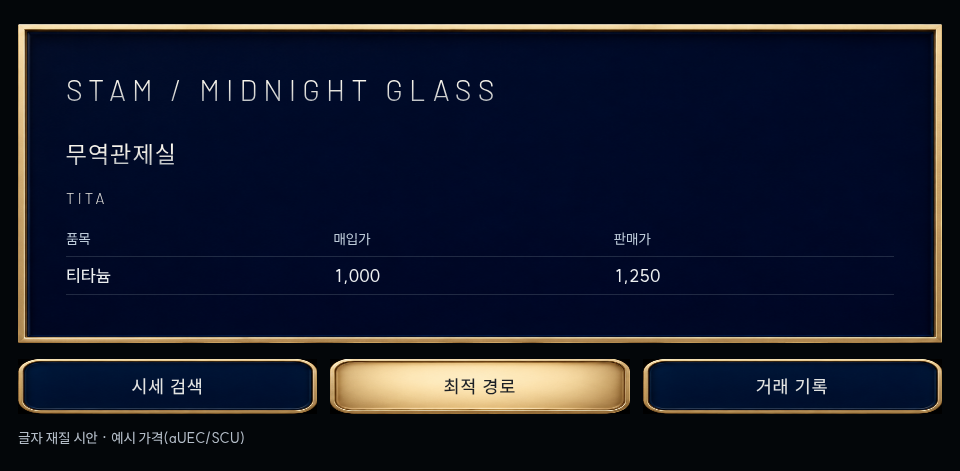 STAM / MIDNIGHT GLASS
무역관제실
TITA
품목 매입가 판매가
티타늄 1,000 1,250
시세 검색 최적 경로 거래 기록
글자 재질 시안 · 예시 가격(aUEC/SCU)